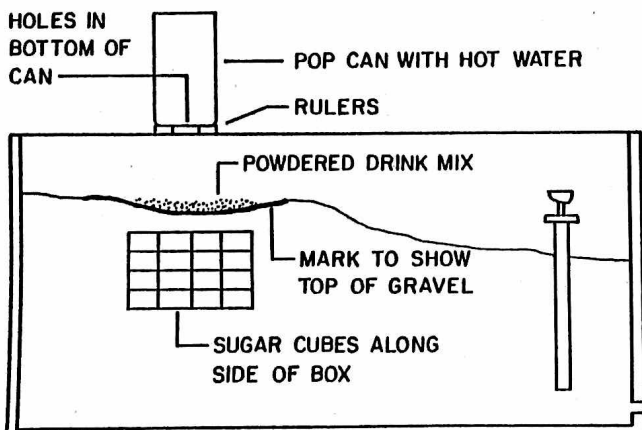 HOLES IN
BOTTOM OF
CAN
POP CAN WITH HOT WATER
RULERS
POWDERED DRINK MIX
MARK TO SHOW
TOP OF GRAVEL
SUGAR CUBES ALONG
SIDE OF BOX